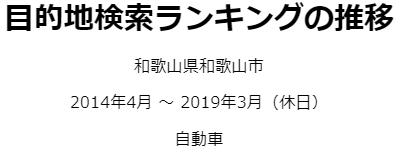 目的地検索ランキングの推移
和歌山県和歌山市
2014年4月 ～ 2019年3月（休日）
自動車